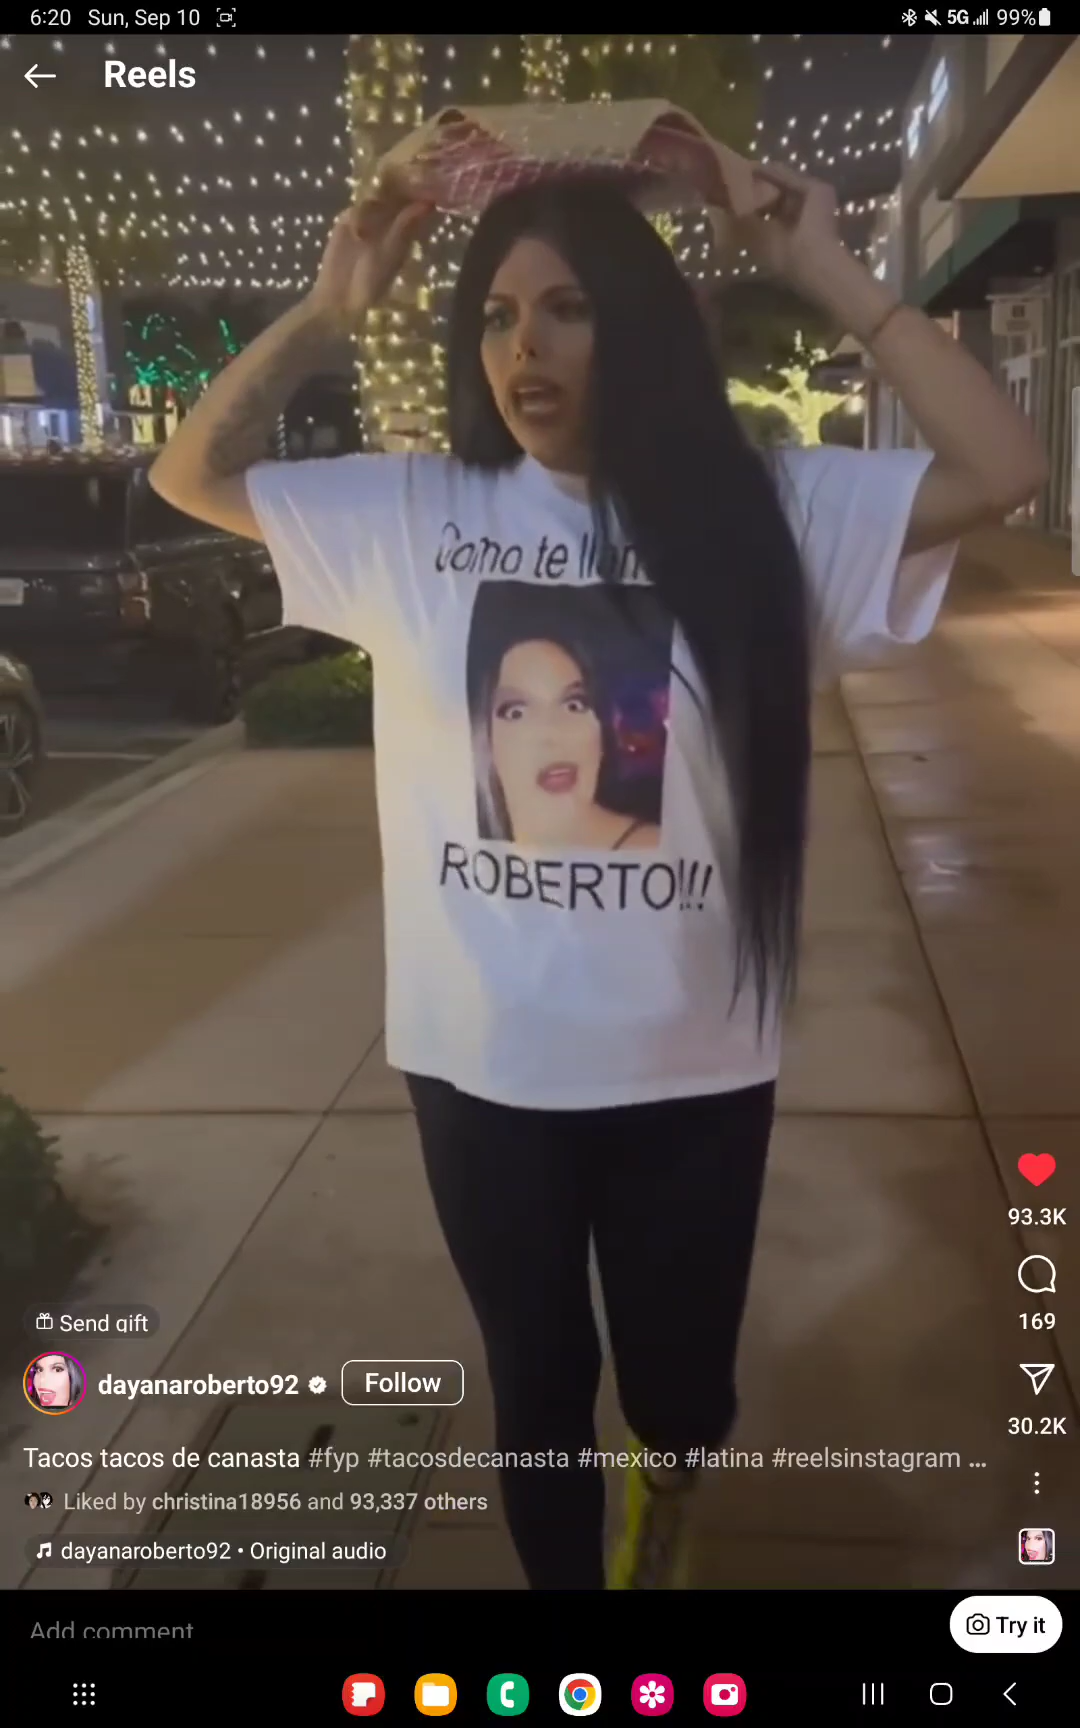 6:20 Sun, Sep 10 5G 99%
Reels
te
ROBERTO!!!
93.3K
169
30.2K
Send gift
dayanaroberto92 Follow
Tacos tacos de canasta #fyp #tacosdecanasta #mexico #latina #reelsinstagram ...
Liked by christina18956 and 93,337 others
dayanaroberto92 • Original audio
Add comment
Try it